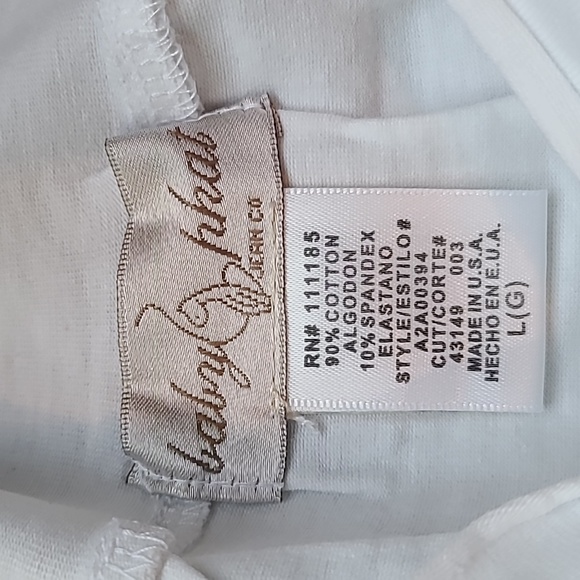 baby phat
JEAN CO
RN# 111185
90% COTTON
ALGODON
10%SPANDEX
ELASTANO
STYLE/ESTILO#
A2A00394
CUT/CORTE#
43149 003
MADE IN U.S.A.
HECHO EN E.U.A.
L(G)